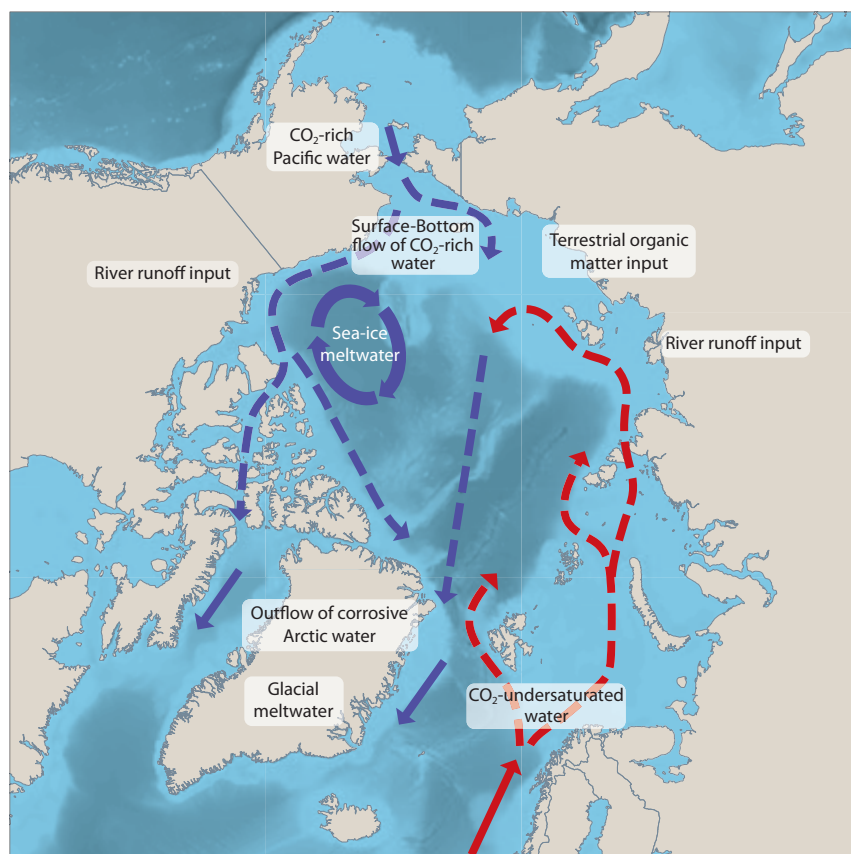 CO₂-rich
Pacific water
Surface-Bottom
flow of CO₂-rich
water
Terrestrial organic
matter input
River runoff input
Sea-ice
meltwater
River runoff input
Outflow of corrosive
Arctic water
Glacial
meltwater
CO₂-undersaturated
water